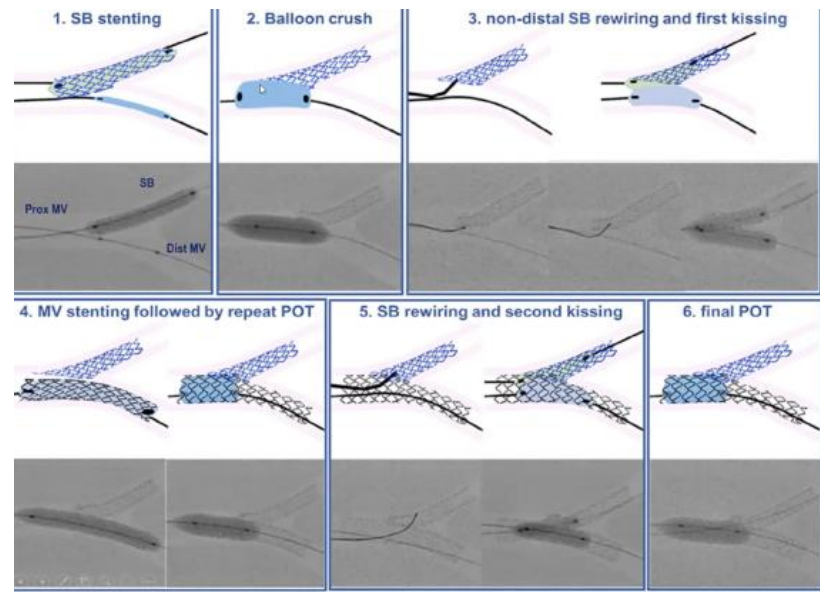 1. SB stenting
2. Balloon crush
3. non-distal SB rewiring and first kissing
SB
Prox MV
Dist MV
4. MV stenting followed by repeat POT
5. SB rewiring and second kissing
6. final POT